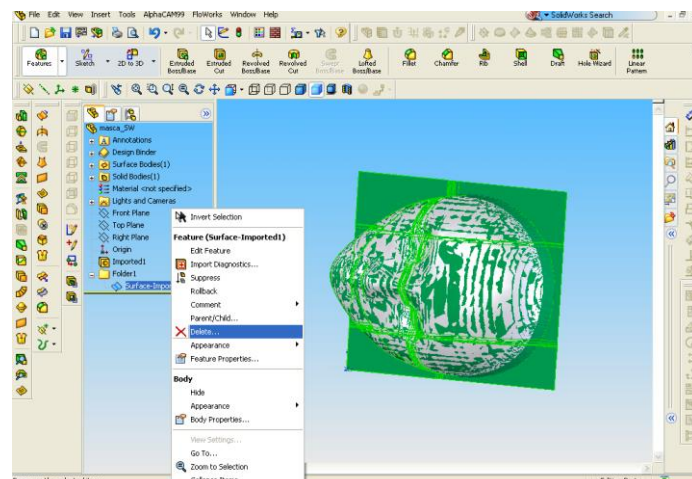 File Edit View Insert Tools AlphaCAM99 FloWorks Window Help
SolidWorks Search
Features
Sketch
2D to 3D
Extruded Boss/Base
Extruded Cut
Revolved Boss/Base
Revolved Cut
Swept Boss/Base
Lofted Boss/Base
Fillet
Chamfer
Rib
Shell
Draft
Hole Wizard
Linear Pattern
masca_SW
Annotations
Design Binder
Surface Bodies(1)
Solid Bodies(1)
Material <not specified>
Lights and Cameras
Front Plane
Top Plane
Right Plane
Origin
Imported1
Folder1
Surface-Impor
Invert Selection
Feature (Surface-Imported1)
Edit Feature
Import Diagnostics...
Suppress
Rollback
Comment
Parent/Child...
Delete...
Appearance
Feature Properties...
Body
Hide
Appearance
Body Properties...
View Settings...
Go To...
Zoom to Selection